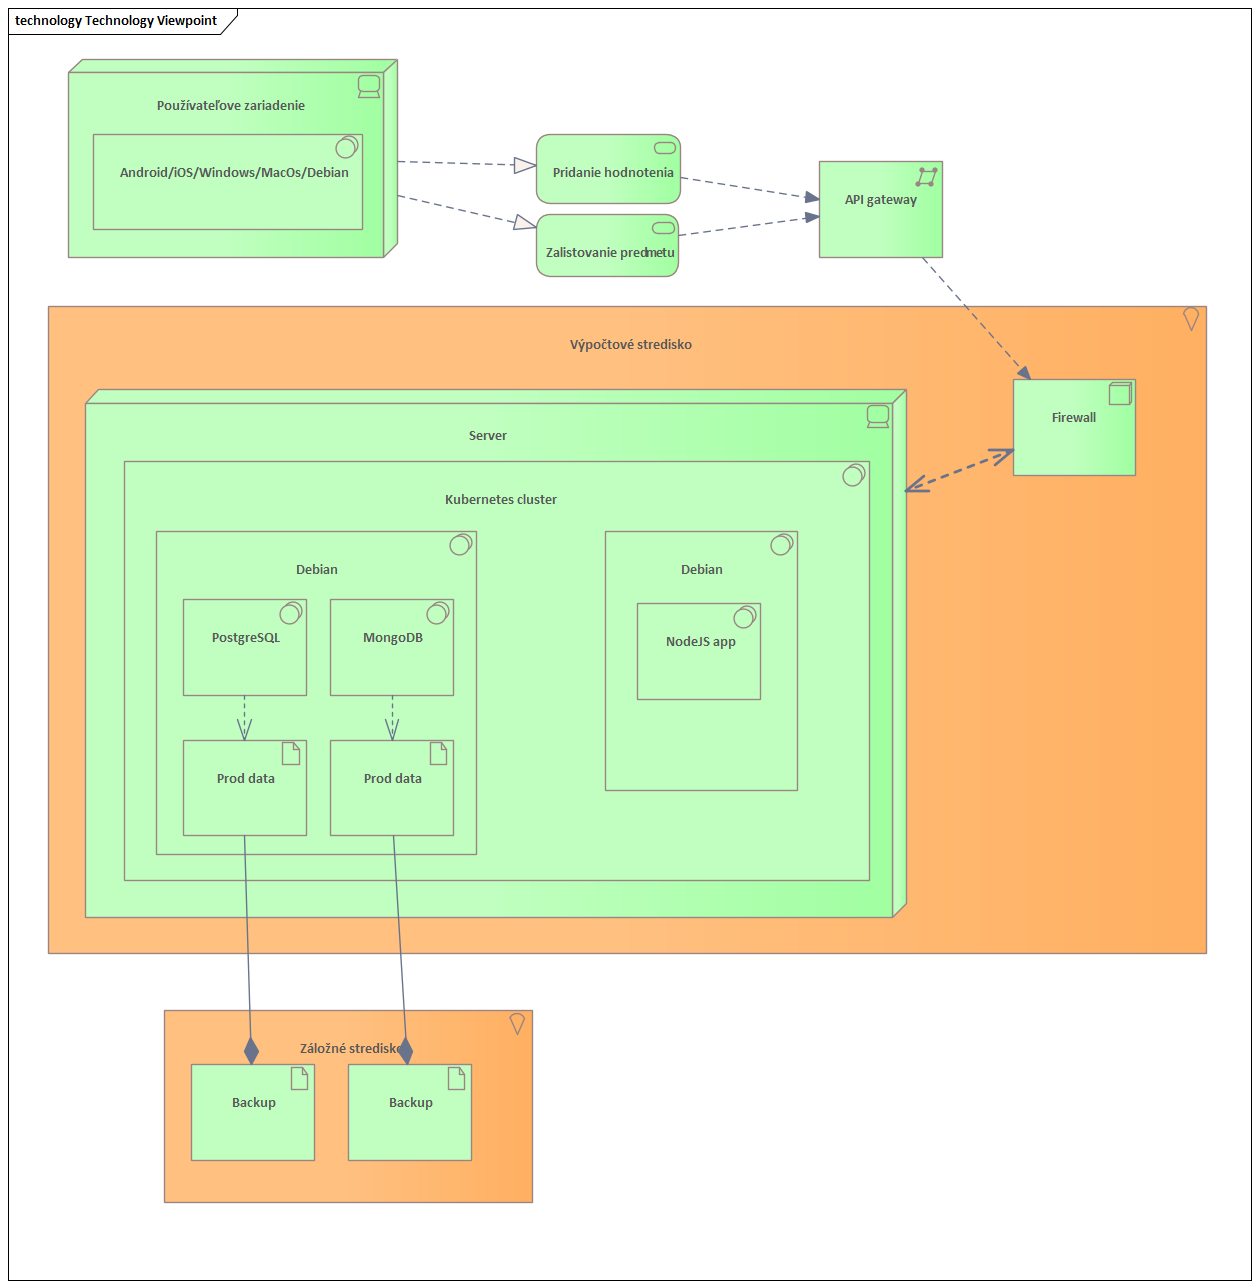 technology Technology Viewpoint
Používateľove zariadenie
Android/iOS/Windows/MacOs/Debian
Pridanie hodnotenia
Zalistovanie predmetu
API gateway
Výpočtové stredisko
Firewall
Server
Kubernetes cluster
Debian
Debian
PostgreSQL
MongoDB
NodeJS app
Prod data
Prod data
Záložné stredisko
Backup
Backup